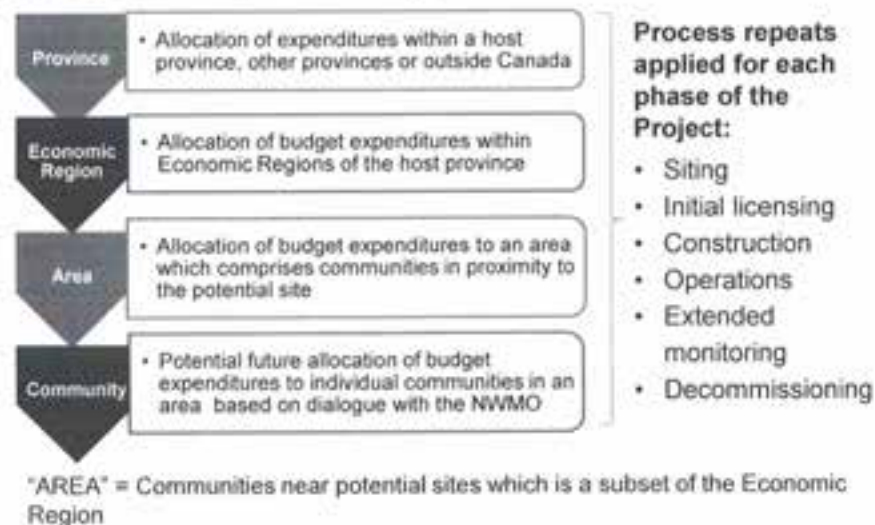 Province
• Allocation of expenditures within a host
province, other provinces or outside Canada
Economic
Region
• Allocation of budget expenditures within
Economic Regions of the host province
Area
• Allocation of budget expenditures to an area
which comprises communities in proximity to
the potential site
Community
• Potential future allocation of budget
expenditures to individual communities in an
area based on dialogue with the NWMO
Process repeats
applied for each
phase of the
Project:
• Siting
• Initial licensing
• Construction
• Operations
• Extended
monitoring
• Decommissioning
"AREA" = Communities near potential sites which is a subset of the Economic
Region